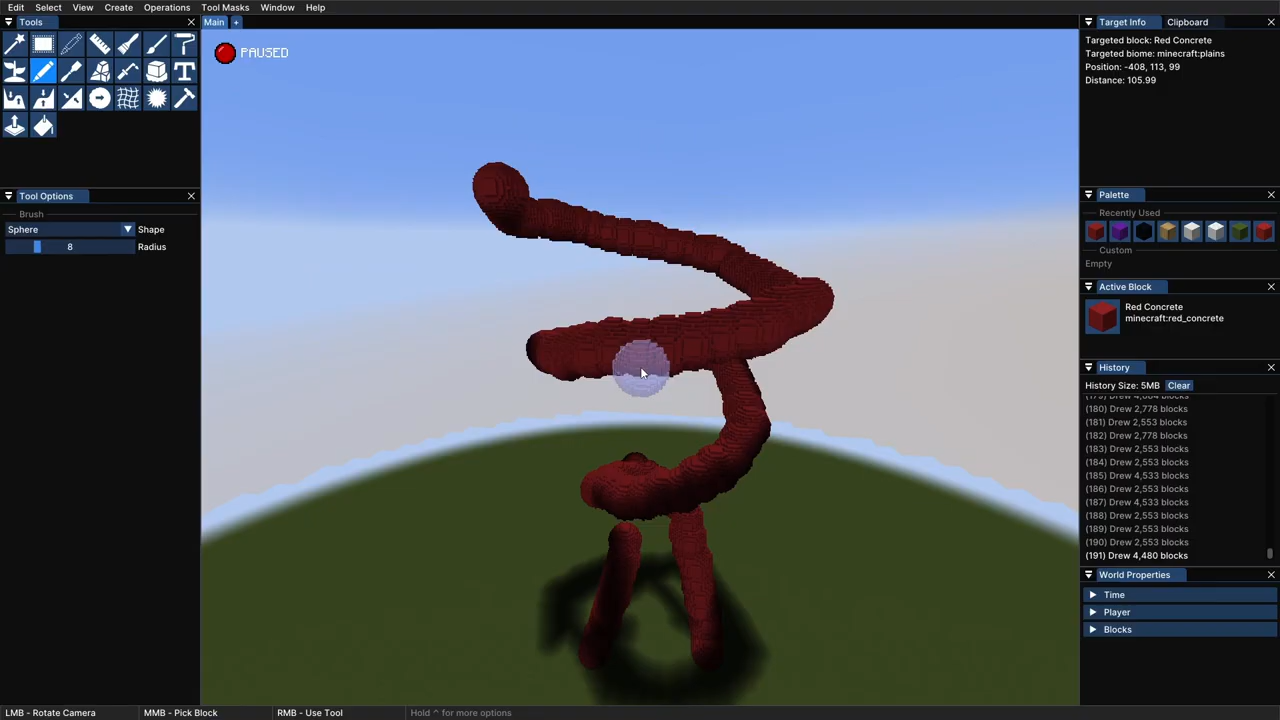 Edit Select View Create Operations Tool Masks Window Help
Tools
Main +
PAUSED
Tool Options
Brush
Sphere Shape
8 Radius
Target Info Clipboard
Targeted block: Red Concrete
Targeted biome: minecraft:plains
Position: -408, 113, 99
Distance: 105.99
Palette
Recently Used
Custom
Empty
Active Block
Red Concrete
minecraft:red_concrete
History
History Size: 5MB Clear
(180) Drew 2,778 blocks
(181) Drew 2,553 blocks
(182) Drew 2,778 blocks
(183) Drew 2,553 blocks
(184) Drew 2,553 blocks
(185) Drew 4,533 blocks
(186) Drew 2,553 blocks
(187) Drew 4,533 blocks
(188) Drew 2,553 blocks
(189) Drew 2,553 blocks
(190) Drew 2,553 blocks
(191) Drew 4,480 blocks
World Properties
Time
Player
Blocks
LMB - Rotate Camera MMB - Pick Block RMB - Use Tool Hold ^ for more options